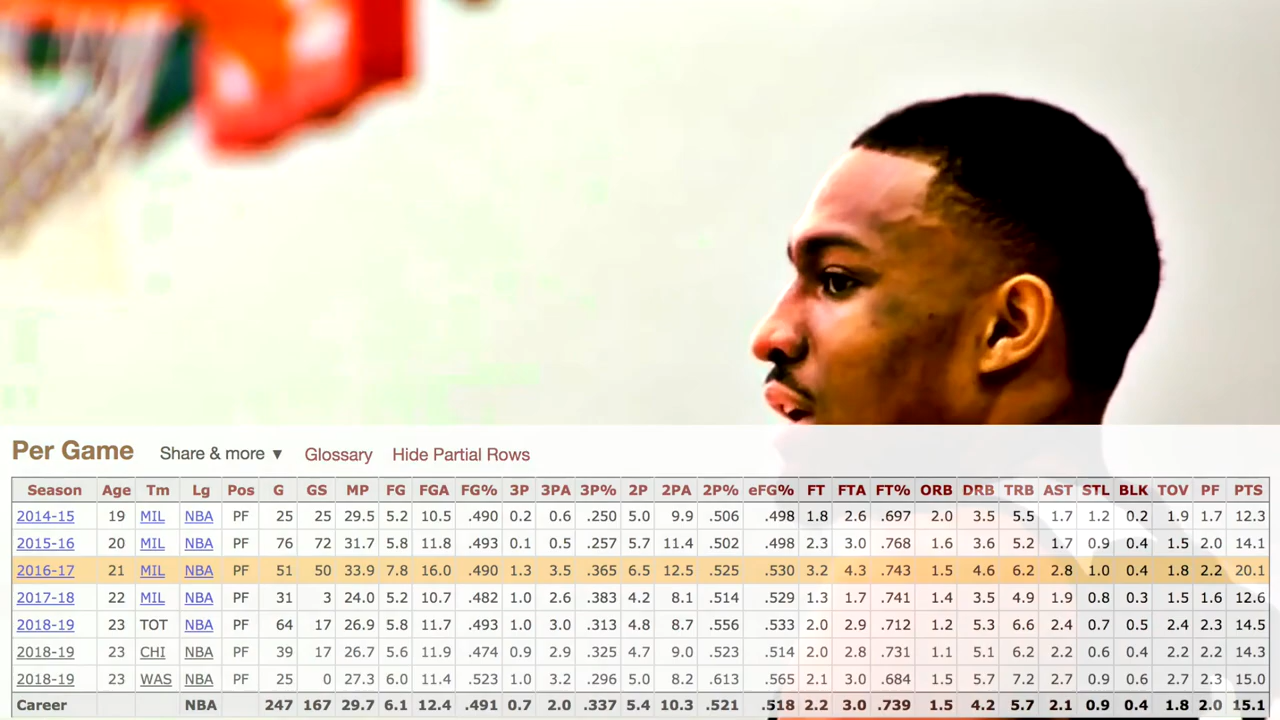 Per Game Share & more ▼ Glossary Hide Partial Rows
Season Age Tm Lg Pos G GS MP FG FGA FG% 3P 3PA 3P% 2P 2PA 2P% eFG% FT FTA FT% ORB DRB TRB AST STL BLK TOV PF PTS
2014-15 19 MIL NBA PF 25 25 29.5 5.2 10.5 .490 0.2 0.6 .250 5.0 9.9 .506 .498 1.8 2.6 .697 2.0 3.5 5.5 1.7 1.2 0.2 1.9 1.7 12.3
2015-16 20 MIL NBA PF 76 72 31.7 5.8 11.8 .493 0.1 0.5 .257 5.7 11.4 .502 .498 2.3 3.0 .768 1.6 3.6 5.2 1.7 0.9 0.4 1.5 2.0 14.1
2016-17 21 MIL NBA PF 51 50 33.9 7.8 16.0 .490 1.3 3.5 .365 6.5 12.5 .525 .530 3.2 4.3 .743 1.5 4.6 6.2 2.8 1.0 0.4 1.8 2.2 20.1
2017-18 22 MIL NBA PF 31 3 24.0 5.2 10.7 .482 1.0 2.6 .383 4.2 8.1 .514 .529 1.3 1.7 .741 1.4 3.5 4.9 1.9 0.8 0.3 1.5 1.6 12.6
2018-19 23 TOT NBA PF 64 17 26.9 5.8 11.7 .493 1.0 3.0 .313 4.8 8.7 .556 .533 2.0 2.9 .712 1.2 5.3 6.6 2.4 0.7 0.5 2.4 2.3 14.5
2018-19 23 CHI NBA PF 39 17 26.7 5.6 11.9 .474 0.9 2.9 .325 4.7 9.0 .523 .514 2.0 2.8 .731 1.1 5.1 6.2 2.2 0.6 0.4 2.2 2.2 14.3
2018-19 23 WAS NBA PF 25 0 27.3 6.0 11.4 .523 1.0 3.2 .296 5.0 8.2 .613 .565 2.1 3.0 .684 1.5 5.7 7.2 2.7 0.9 0.6 2.7 2.3 15.0
Career NBA 247 167 29.7 6.1 12.4 .491 0.7 2.0 .337 5.4 10.3 .521 .518 2.2 3.0 .739 1.5 4.2 5.7 2.1 0.9 0.4 1.8 2.0 15.1